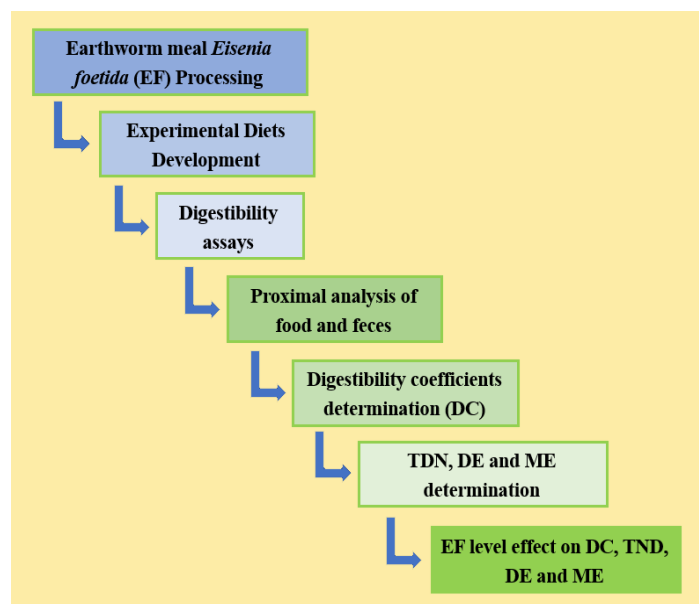 Earthworm meal Eisenia
foetida (EF) Processing
Experimental Diets
Development
Digestibility
assays
Proximal analysis of
food and feces
Digestibility coefficients
determination (DC)
TDN, DE and ME
determination
EF level effect on DC, TND,
DE and ME